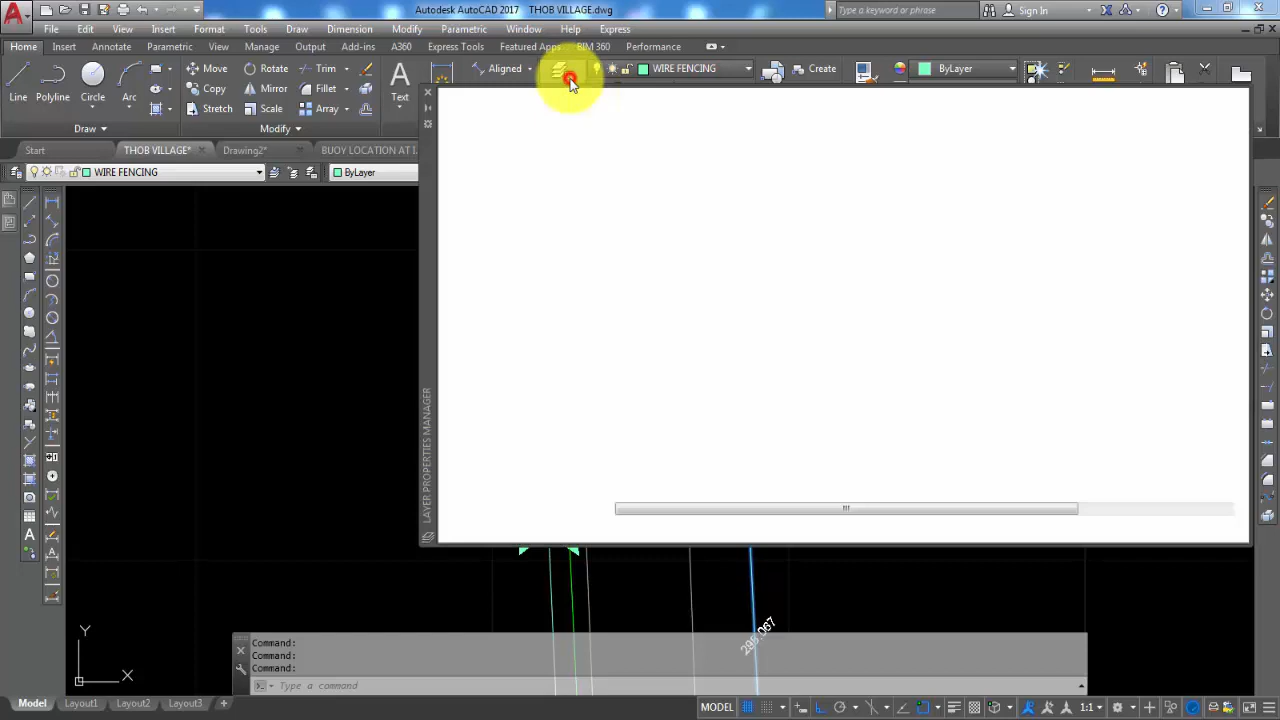 Autodesk AutoCAD 2017 THOB VILLAGE.dwg
Type a keyword or phrase
Sign In
File Edit View Insert Format Tools Draw Dimension Modify Parametric Window Help Express
Home Insert Annotate Parametric View Manage Output Add-ins A360 Express Tools Featured Apps BIM 360 Performance
Line Polyline Circle Arc
Move Rotate Trim
Copy Mirror Fillet
Stretch Scale Array
Text
Aligned
WIRE FENCING
Create
ByLayer
Draw
Modify
Start THOB VILLAGE* Drawing2* BUOY LOCATION AT I
WIRE FENCING
ByLayer
LAYER PROPERTIES MANAGER
Y
X
Command:
Command:
Command:
Type a command
Model Layout1 Layout2 Layout3 +
MODEL
1:1